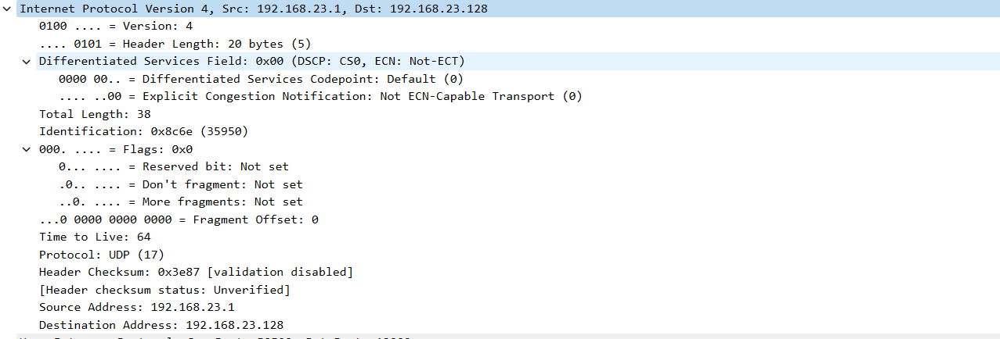 Internet Protocol Version 4, Src: 192.168.23.1, Dst: 192.168.23.128
0100 .... = Version: 4
.... 0101 = Header Length: 20 bytes (5)
Differentiated Services Field: 0x00 (DSCP: CS0, ECN: Not-ECT)
0000 00.. = Differentiated Services Codepoint: Default (0)
.... ..00 = Explicit Congestion Notification: Not ECN-Capable Transport (0)
Total Length: 38
Identification: 0x8c6e (35950)
000. .... = Flags: 0x0
0... .... = Reserved bit: Not set
.0.. .... = Don't fragment: Not set
..0. .... = More fragments: Not set
...0 0000 0000 0000 = Fragment Offset: 0
Time to Live: 64
Protocol: UDP (17)
Header Checksum: 0x3e87 [validation disabled]
[Header checksum status: Unverified]
Source Address: 192.168.23.1
Destination Address: 192.168.23.128